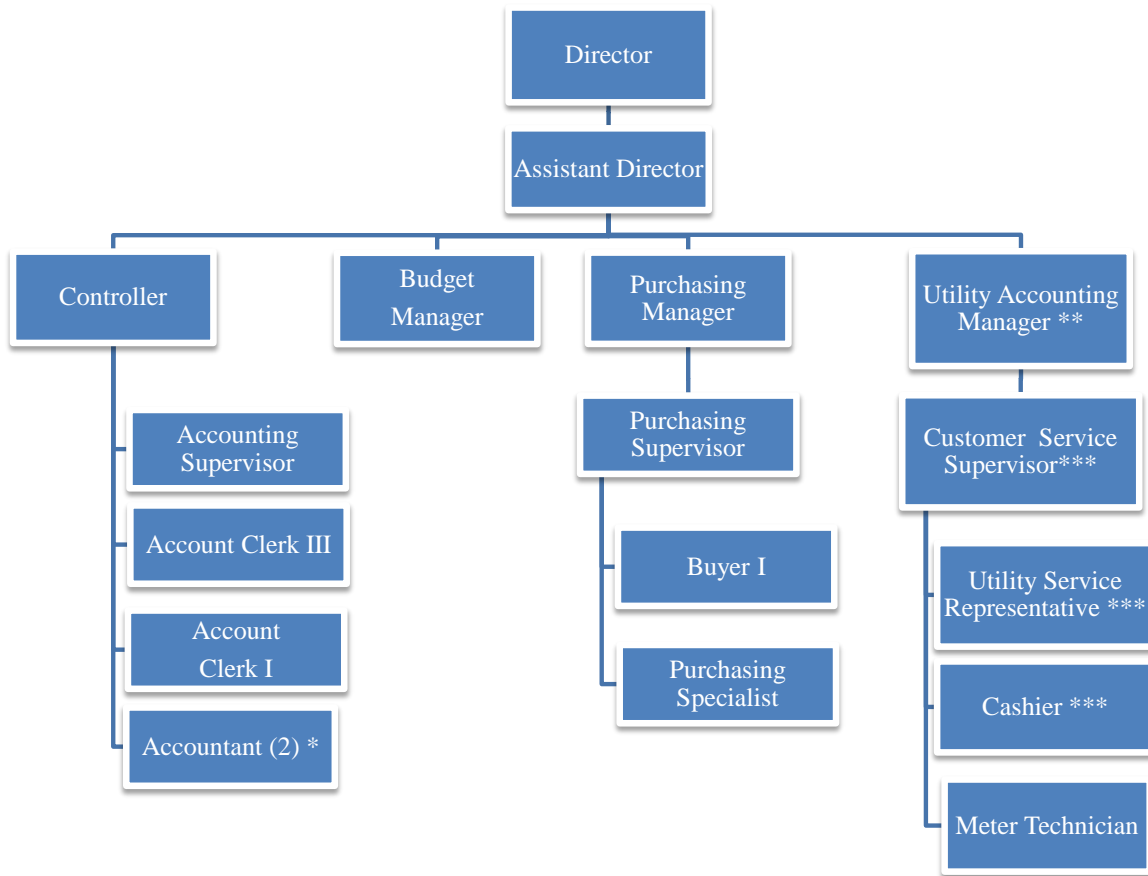 Director
Assistant Director
Controller
Budget
Manager
Purchasing
Manager
Utility Accounting
Manager **
Accounting
Supervisor
Account Clerk III
Account
Clerk I
Accountant (2) *
Purchasing
Supervisor
Buyer I
Purchasing
Specialist
Customer Service
Supervisor***
Utility Service
Representative ***
Cashier ***
Meter Technician